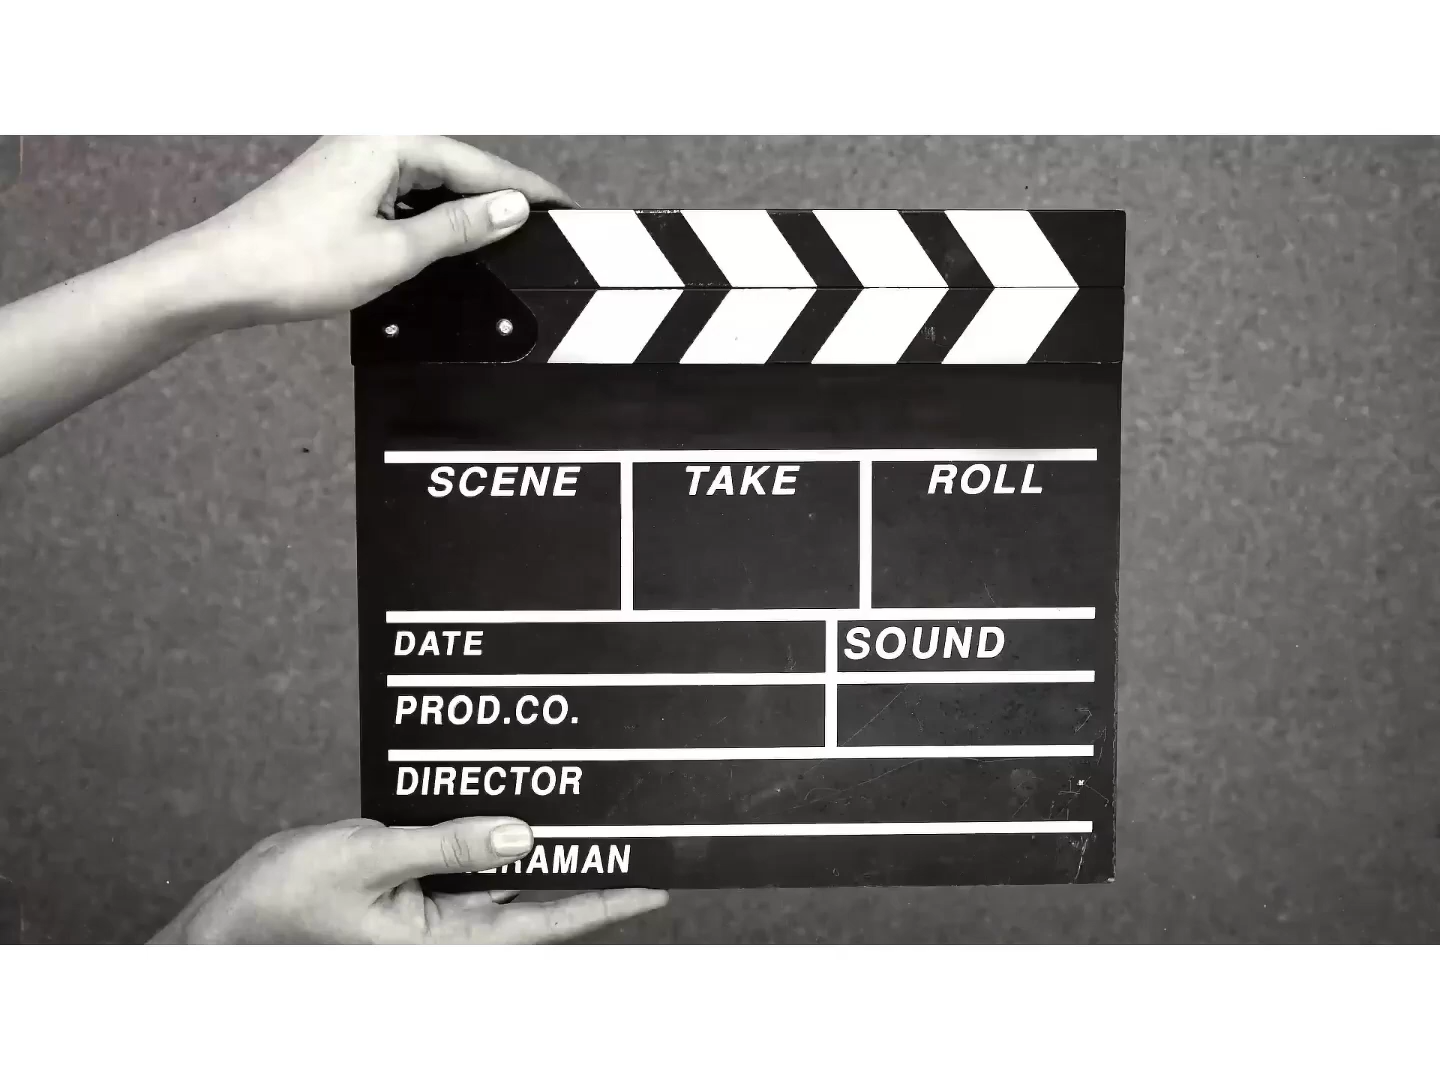 SCENE TAKE ROLL
DATE SOUND
PROD.CO.
DIRECTOR